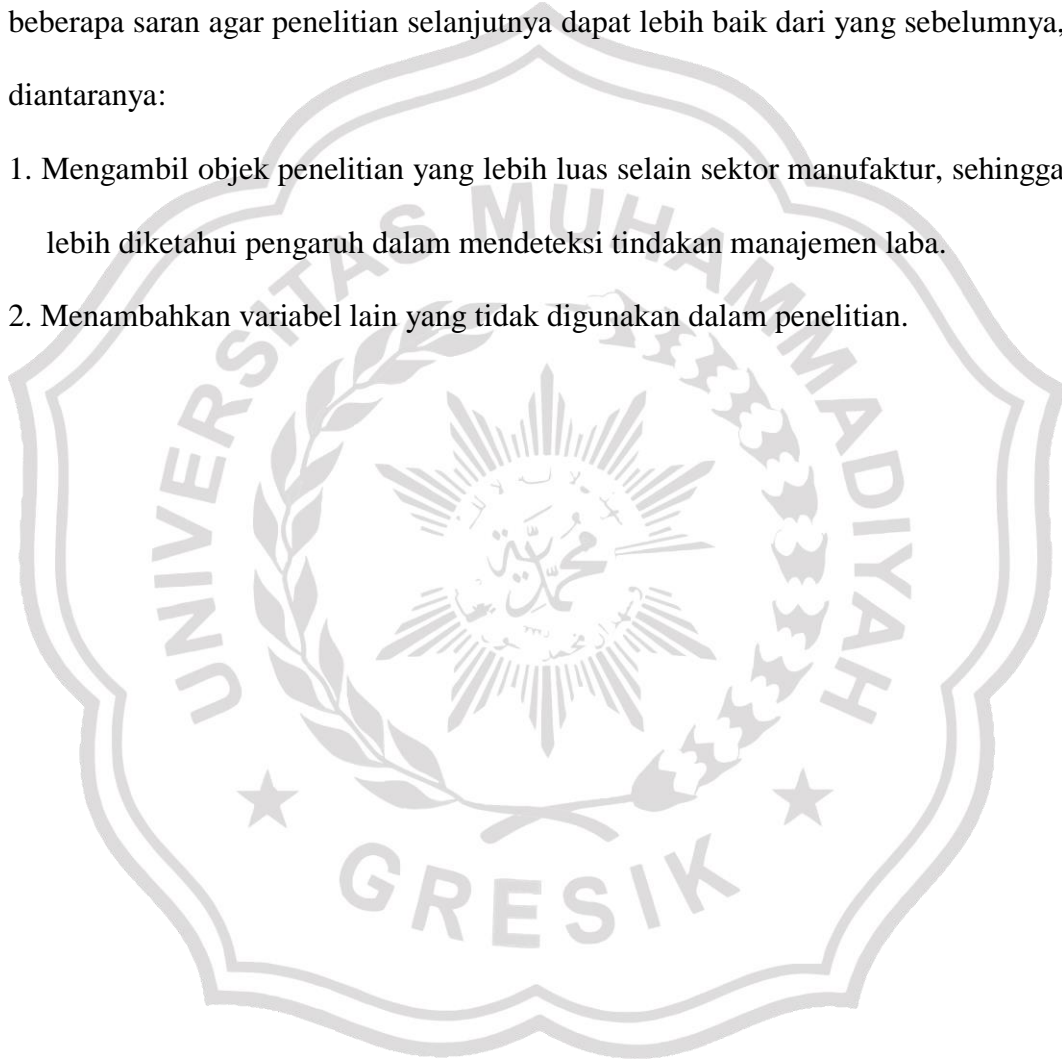 beberapa saran agar penelitian selanjutnya dapat lebih baik dari yang sebelumnya,
diantaranya:
1. Mengambil objek penelitian yang lebih luas selain sektor manufaktur, sehingga
lebih diketahui pengaruh dalam mendeteksi tindakan manajemen laba.
2. Menambahkan variabel lain yang tidak digunakan dalam penelitian.
UNIVERSITAS MUHAMMADIYAH
GRESIK